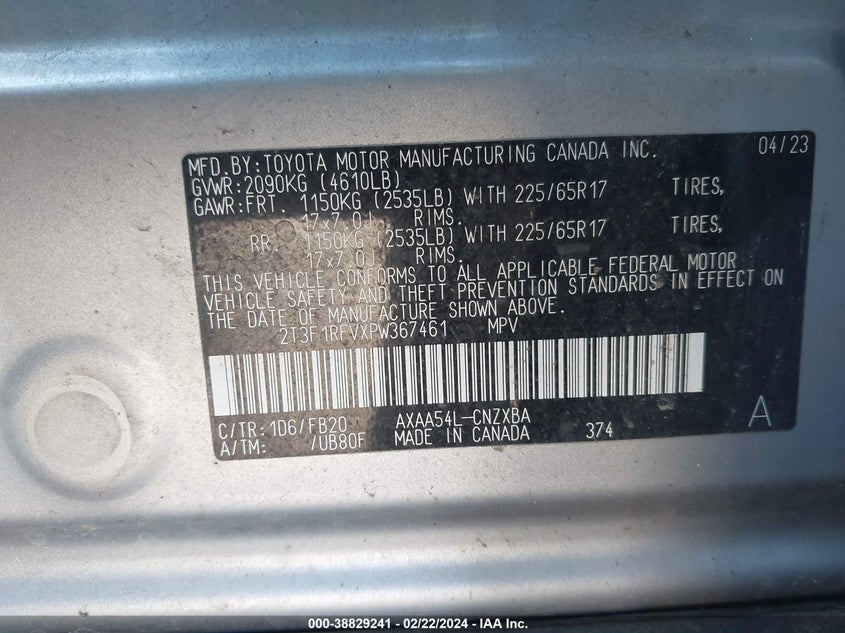 MFD.BY:TOYOTA MOTOR MANUFACTURING CANADA INC. 04/23
GVWR:2090KG (4610LB)
GAWR:FRT. 1150KG (2535LB) WITH 225/65R17 TIRES,
17x7.0J RIMS.
RR. 1150KG (2535LB) WITH 225/65R17 TIRES,
17x7.0J RIMS.
THIS VEHICLE CONFORMS TO ALL APPLICABLE FEDERAL MOTOR
VEHICLE SAFETY AND THEFT PREVENTION STANDARDS IN EFFECT ON
THE DATE OF MANUFACTURE SHOWN ABOVE.
2T3F1RFVXPW367461 MPV
C/TR:1D6/FB20 AXAA54L-CNZXBA
A/TM: /UB80F MADE IN CANADA 374 A
000-38829241 - 02/22/2024 - IAA Inc.